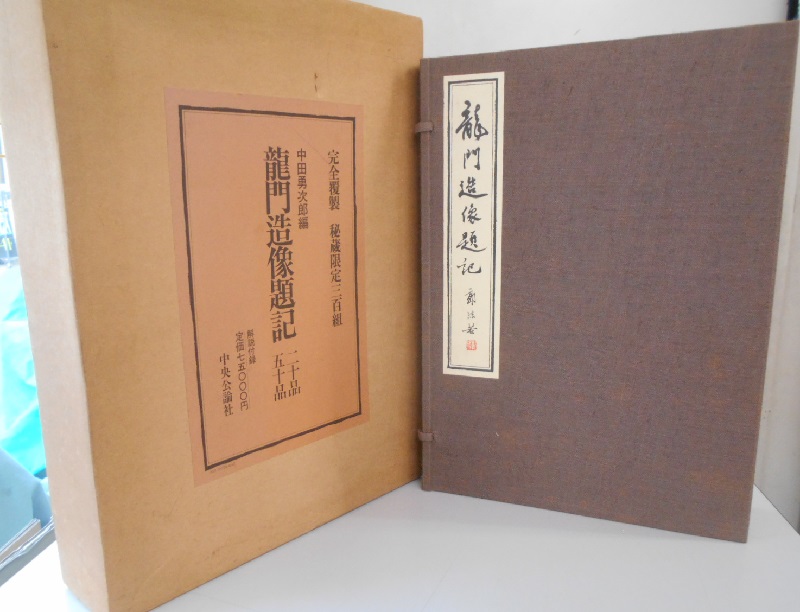 完全覆製 秘蔵限定三百組
中田勇次郎編
龍門造像題記 二十品 五十品
解説付録
定価七五〇〇〇円
中央公論社
龍門造像題記